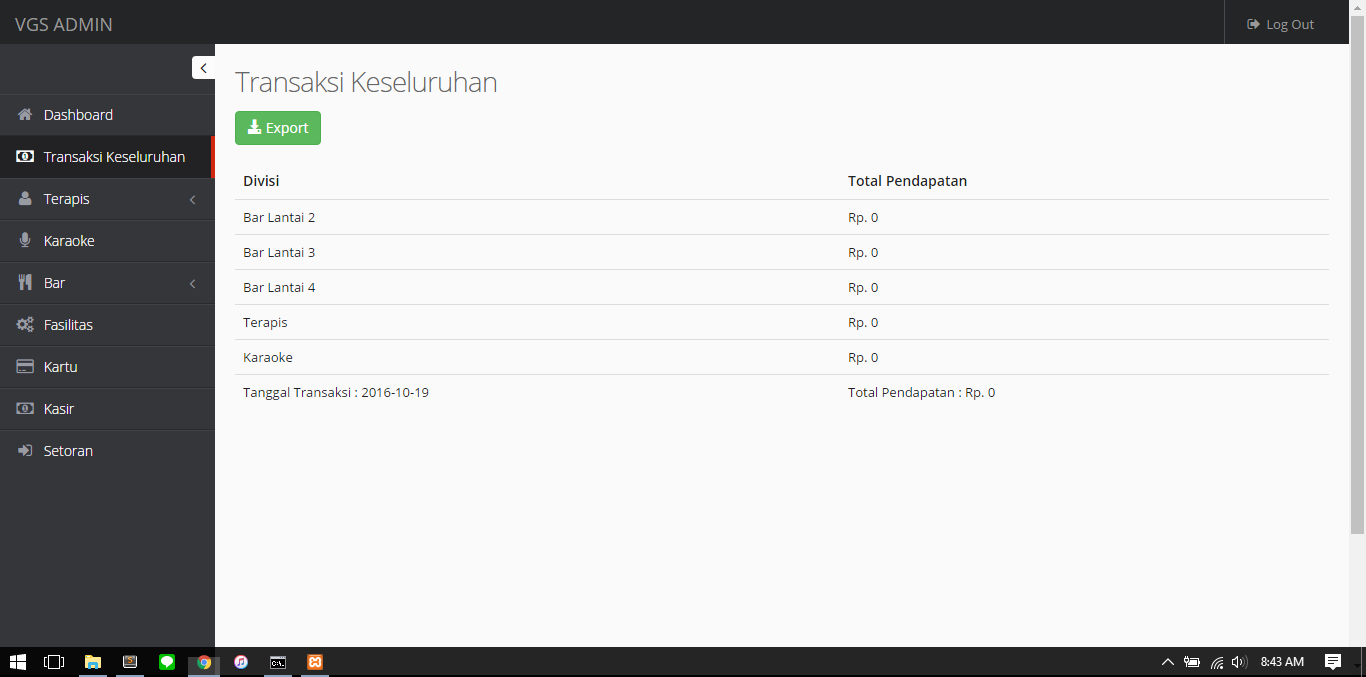 VGS ADMIN
Log Out
Dashboard
Transaksi Keseluruhan
Terapis
Karaoke
Bar
Fasilitas
Kartu
Kasir
Setoran
Transaksi Keseluruhan
Export
Divisi Total Pendapatan
Bar Lantai 2 Rp. 0
Bar Lantai 3 Rp. 0
Bar Lantai 4 Rp. 0
Terapis Rp. 0
Karaoke Rp. 0
Tanggal Transaksi : 2016-10-19 Total Pendapatan : Rp. 0
8:43 AM